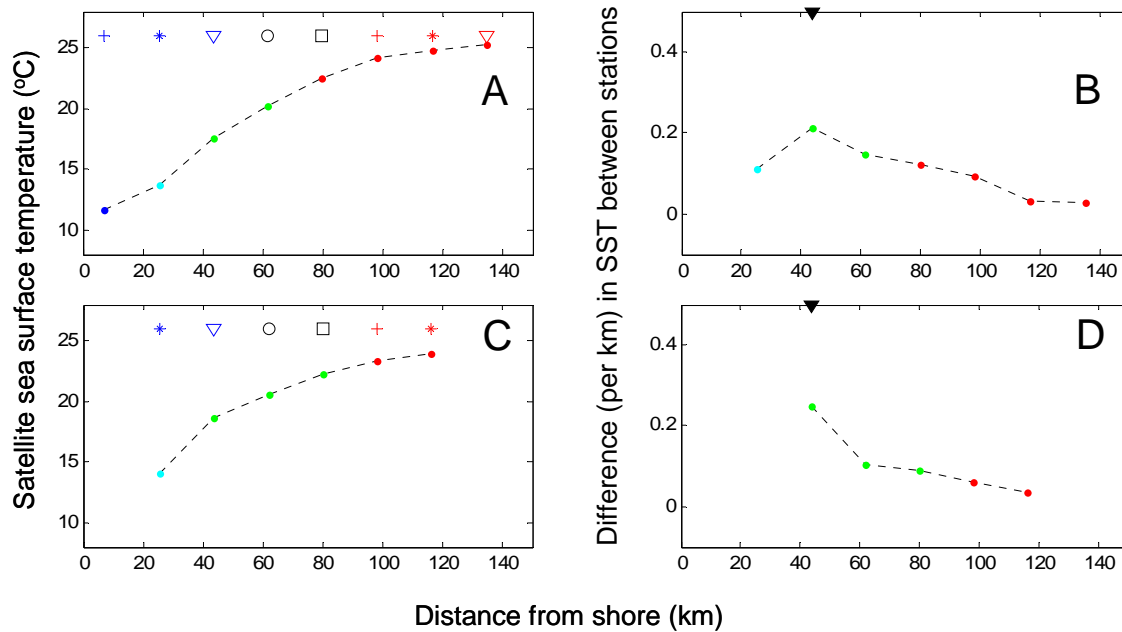 Satellite sea surface temperature (ºC)
25
20
15
10
A
0 20 40 60 80 100 120 140
Difference (per km) in SST between stations
0.4
0.2
0
B
0 20 40 60 80 100 120 140
25
20
15
10
C
0 20 40 60 80 100 120 140
0.4
0.2
0
D
0 20 40 60 80 100 120 140
Distance from shore (km)